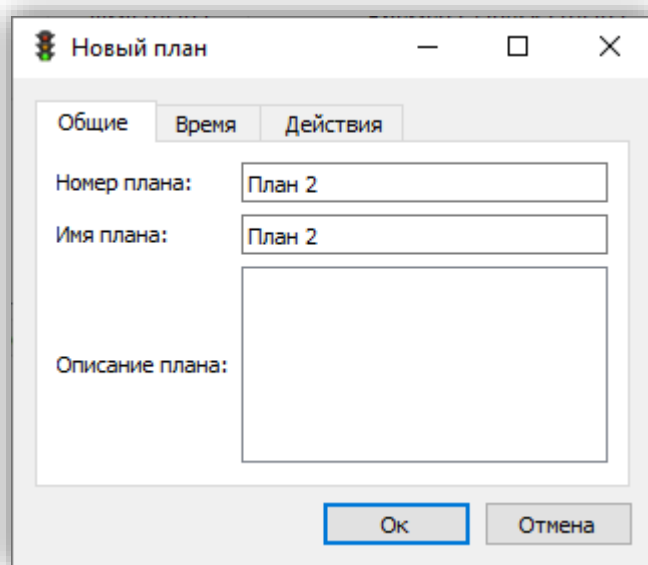 Новый план
Общие Время Действия
Номер плана: План 2
Имя плана: План 2
Описание плана:
Ок Отмена